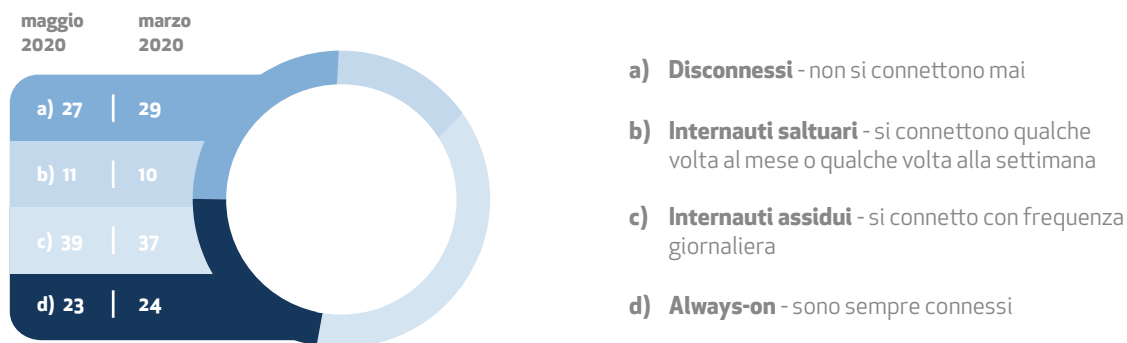 maggio 2020
marzo 2020
a) 27 | 29
b) 11 | 10
c) 39 | 37
d) 23 | 24
a) Disconnessi - non si connettono mai
b) Internauti saltuari - si connettono qualche
volta al mese o qualche volta alla settimana
c) Internauti assidui - si connetto con frequenza
giornaliera
d) Always-on - sono sempre connessi